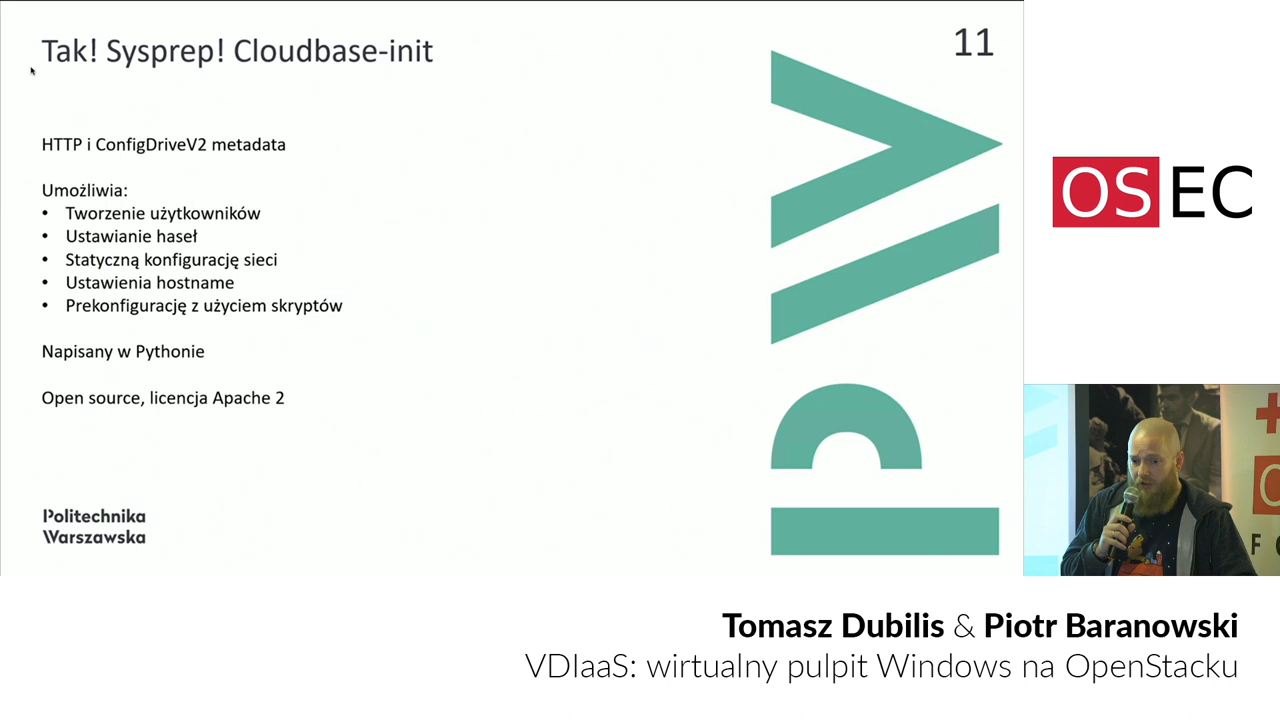 Tak! Sysprep! Cloudbase-init
11
HTTP i ConfigDriveV2 metadata
Umożliwia:
• Tworzenie użytkowników
• Ustawianie haseł
• Statyczną konfigurację sieci
• Ustawienia hostname
• Prekonfigurację z użyciem skryptów
Napisany w Pythonie
Open source, licencja Apache 2
Politechnika
Warszawska
OSEC
Tomasz Dubilis & Piotr Baranowski
VDIaaS: wirtualny pulpit Windows na OpenStacku